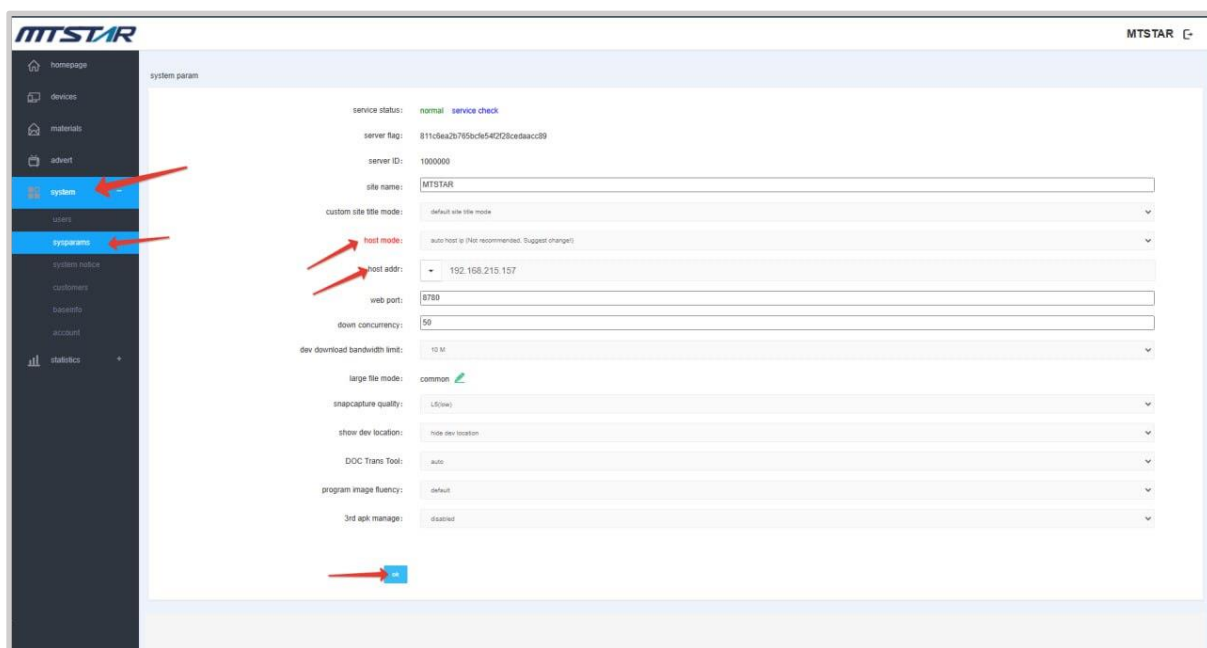 MTSTAR
MTSTAR
homepage
devices
materials
advert
system -
users
sysparams
system notice
customers
baseinfo
account
statistics +
system param
service status: normal service check
server flag: 811c6ea2b765bcfe54f2f28cedaacc89
server ID: 1000000
site name: MTSTAR
custom site title mode: default site title mode
host mode: auto host ip (Not recommended, Suggest change!)
host addr: 192.168.215.157
web port: 8780
down concurrency: 50
dev download bandwidth limit: 10 M
large file mode: common
snapcapture quality: L5(low)
show dev location: hide dev location
DOC Trans Tool: auto
program image fluency: default
3rd apk manage: disabled
ok